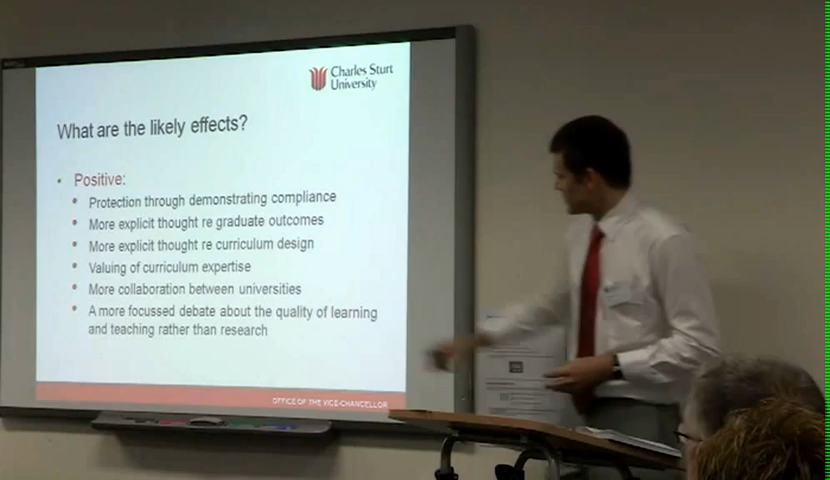 Charles Sturt
University
What are the likely effects?
Positive:
Protection through demonstrating compliance
More explicit thought re graduate outcomes
More explicit thought re curriculum design
Valuing of curriculum expertise
More collaboration between universities
A more focussed debate about the quality of learning
and teaching rather than research
OFFICE OF THE VICE-CHANCELLOR